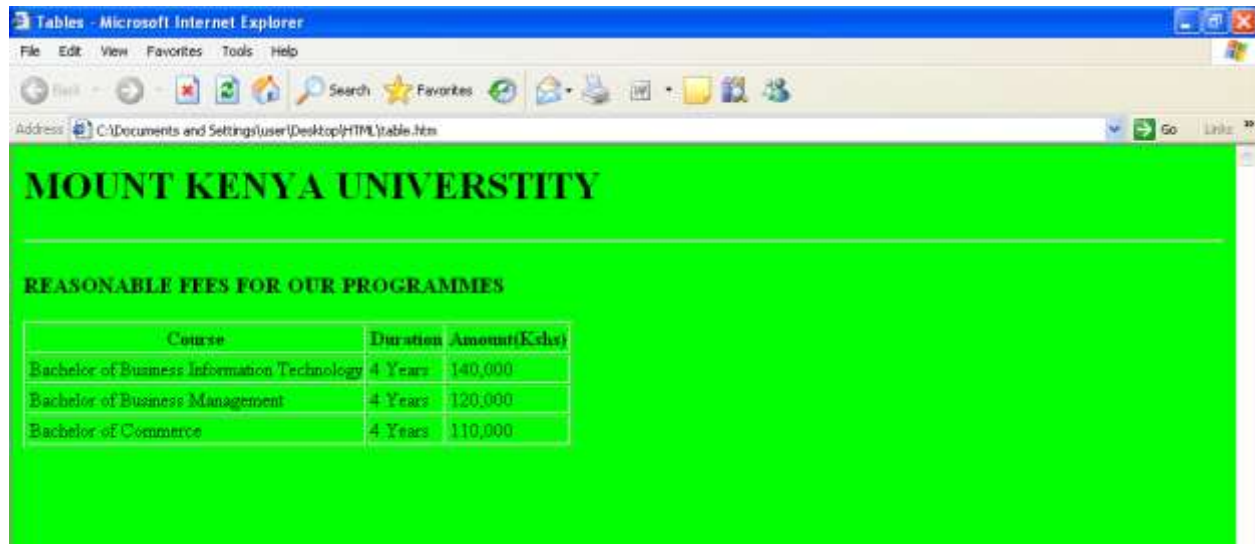 Tables - Microsoft Internet Explorer
File Edit View Favorites Tools Help
Back Search Favorites
Address C:\Documents and Settings\user\Desktop\HTML\table.htm Go Links »
MOUNT KENYA UNIVERSTITY
REASONABLE FEES FOR OUR PROGRAMMES
Course Duration Amount(Kshs)
Bachelor of Business Information Technology 4 Years 140,000
Bachelor of Business Management 4 Years 120,000
Bachelor of Commerce 4 Years 110,000